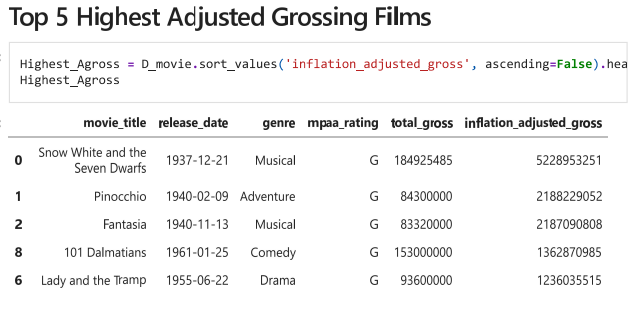 Top 5 Highest Adjusted Grossing Films
Highest_Agross = D_movie.sort_values('inflation_adjusted_gross', ascending=False).hea
Highest_Agross
movie_title release_date genre mpaa_rating total_gross inflation_adjusted_gross
0 Snow White and the Seven Dwarfs 1937-12-21 Musical G 184925485 5228953251
1 Pinocchio 1940-02-09 Adventure G 84300000 2188229052
2 Fantasia 1940-11-13 Musical G 83320000 2187090808
8 101 Dalmatians 1961-01-25 Comedy G 153000000 1362870985
6 Lady and the Tramp 1955-06-22 Drama G 93600000 1236035515